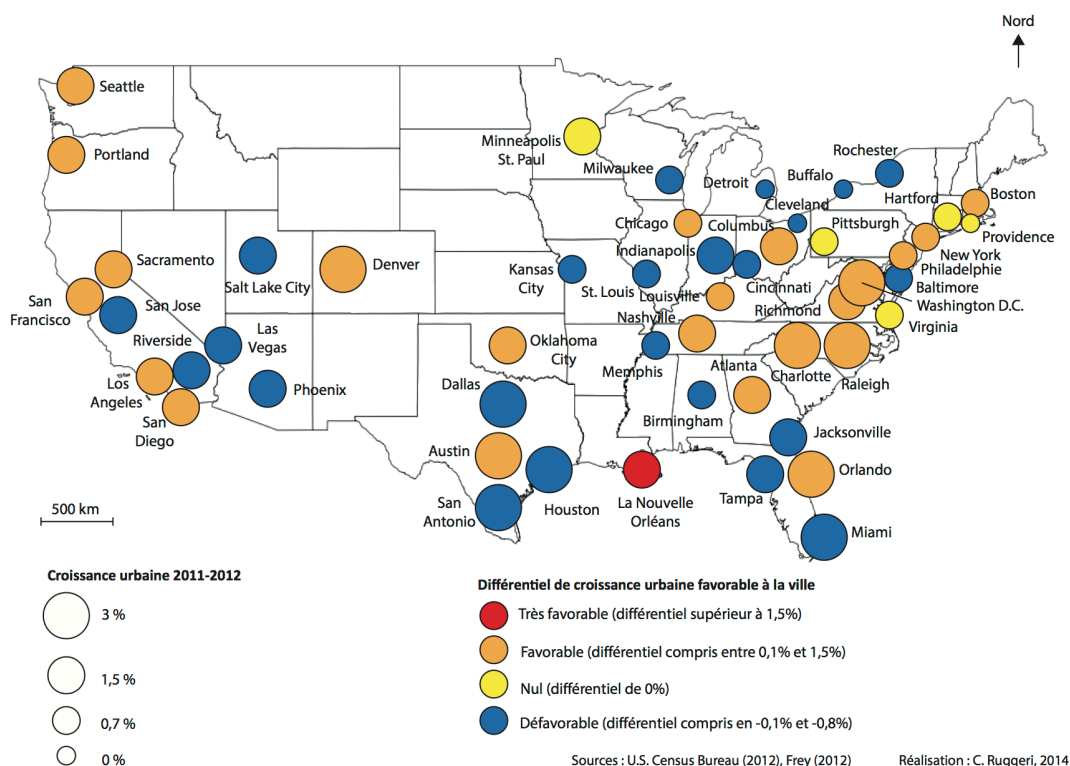 Nord
Seattle
Portland
Minneapolis
St. Paul
Milwaukee
Detroit
Buffalo
Rochester
Cleveland
Hartford
Boston
Providence
Chicago
Columbus
Pittsburgh
New York
Philadelphie
Baltimore
Washington D.C.
Virginia
Sacramento
San
Francisco
San Jose
Salt Lake City
Denver
Kansas
City
St. Louis
Indianapolis
Cincinnati
Louisville
Richmond
Nashville
Riverside
Las
Vegas
Los
Angeles
San
Diego
Phoenix
Oklahoma
City
Memphis
Atlanta
Charlotte
Raleigh
Dallas
Birmingham
Jacksonville
Austin
Orlando
San
Antonio
Houston
La Nouvelle
Orléans
Tampa
Miami
500 km
Croissance urbaine 2011-2012
3 %
1,5 %
0,7 %
0 %
Différentiel de croissance urbaine favorable à la ville
Très favorable (différentiel supérieur à 1,5%)
Favorable (différentiel compris entre 0,1% et 1,5%)
Nul (différentiel de 0%)
Défavorable (différentiel compris en -0,1% et -0,8%)
Sources : U.S. Census Bureau (2012), Frey (2012)
Réalisation : C. Ruggeri, 2014